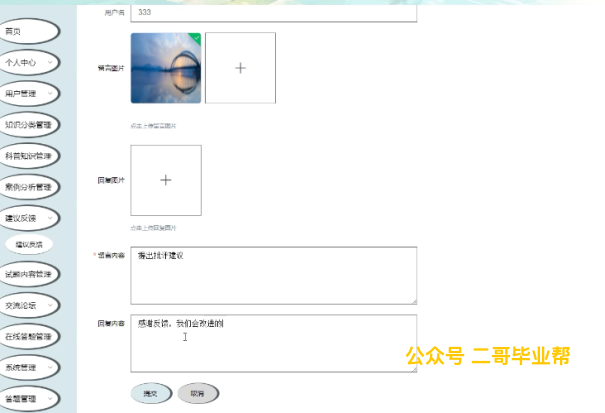 首页
个人中心
用户管理
知识分类管理
科普知识管理
案例分析管理
建议反馈
建议反馈
试题内容管理
交流论坛
在线答题管理
系统管理
答题管理
用户名
333
留言图片
点击上传留言图片
回复图片
点击上传回复图片
* 留言内容
提出批评建议
回复内容
感谢反馈，我们会改进的
公众号 二哥毕业帮
提交
取消